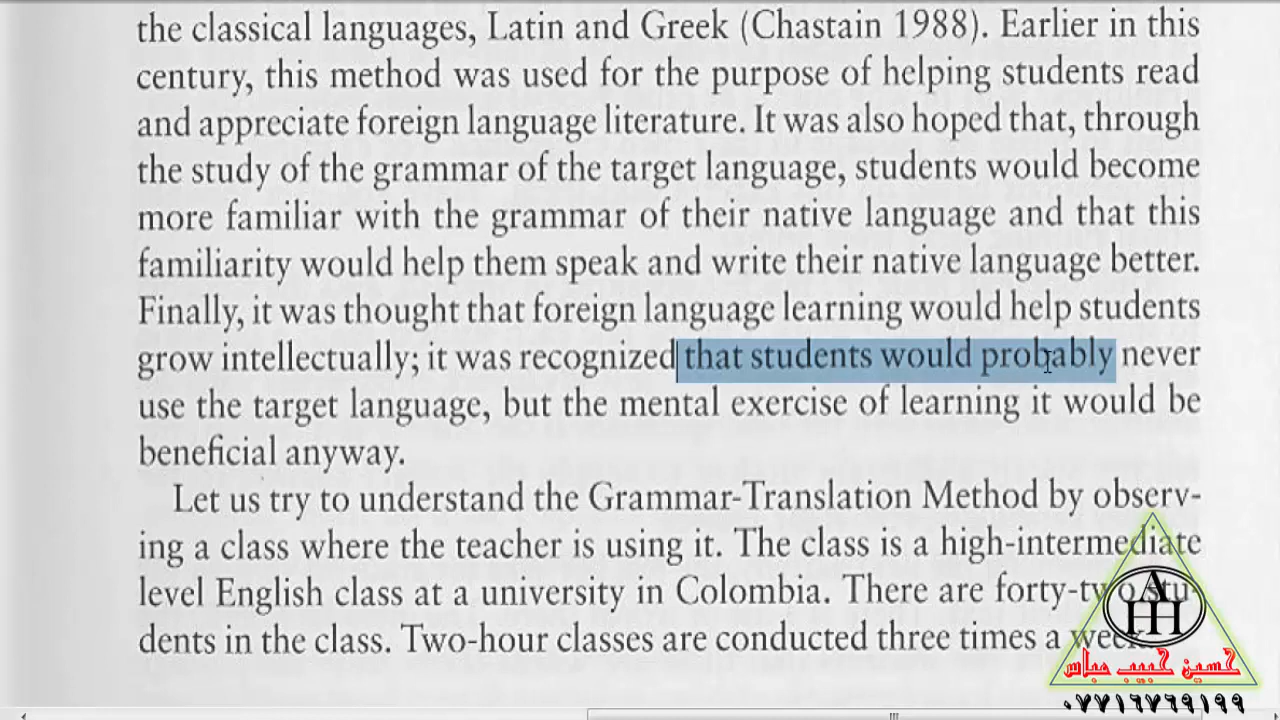 the classical languages, Latin and Greek (Chastain 1988). Earlier in this
century, this method was used for the purpose of helping students read
and appreciate foreign language literature. It was also hoped that, through
the study of the grammar of the target language, students would become
more familiar with the grammar of their native language and that this
familiarity would help them speak and write their native language better.
Finally, it was thought that foreign language learning would help students
grow intellectually; it was recognized that students would probably never
use the target language, but the mental exercise of learning it would be
beneficial anyway.
Let us try to understand the Grammar-Translation Method by observ-
ing a class where the teacher is using it. The class is a high-intermediate
level English class at a university in Colombia. There are forty-two stu-
dents in the class. Two-hour classes are conducted three times a week.
AHH
حسين حبيب عباس
٠٧٧١٦٧٦٩١٩٩